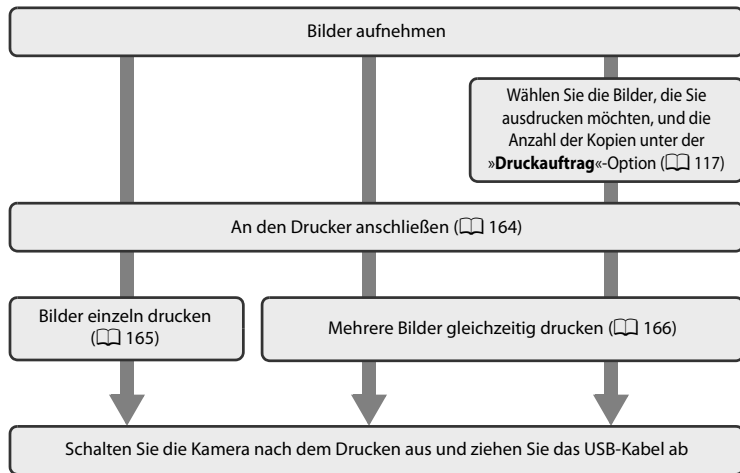 Bilder aufnehmen
Wählen Sie die Bilder, die Sie
ausdrucken möchten, und die
Anzahl der Kopien unter der
»Druckauftrag«-Option (📖 117)
An den Drucker anschließen (📖 164)
Bilder einzeln drucken
(📖 165)
Mehrere Bilder gleichzeitig drucken (📖 166)
Schalten Sie die Kamera nach dem Drucken aus und ziehen Sie das USB-Kabel ab